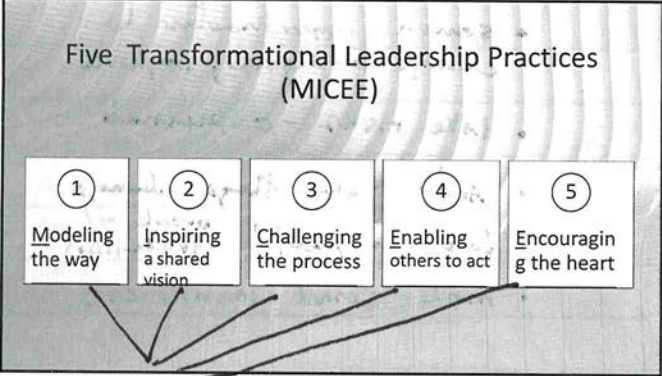 Five Transformational Leadership Practices
(MICEE)
1
Modeling
the way
2
Inspiring
a shared
vision
3
Challenging
the process
4
Enabling
others to act
5
Encouragin
g the heart